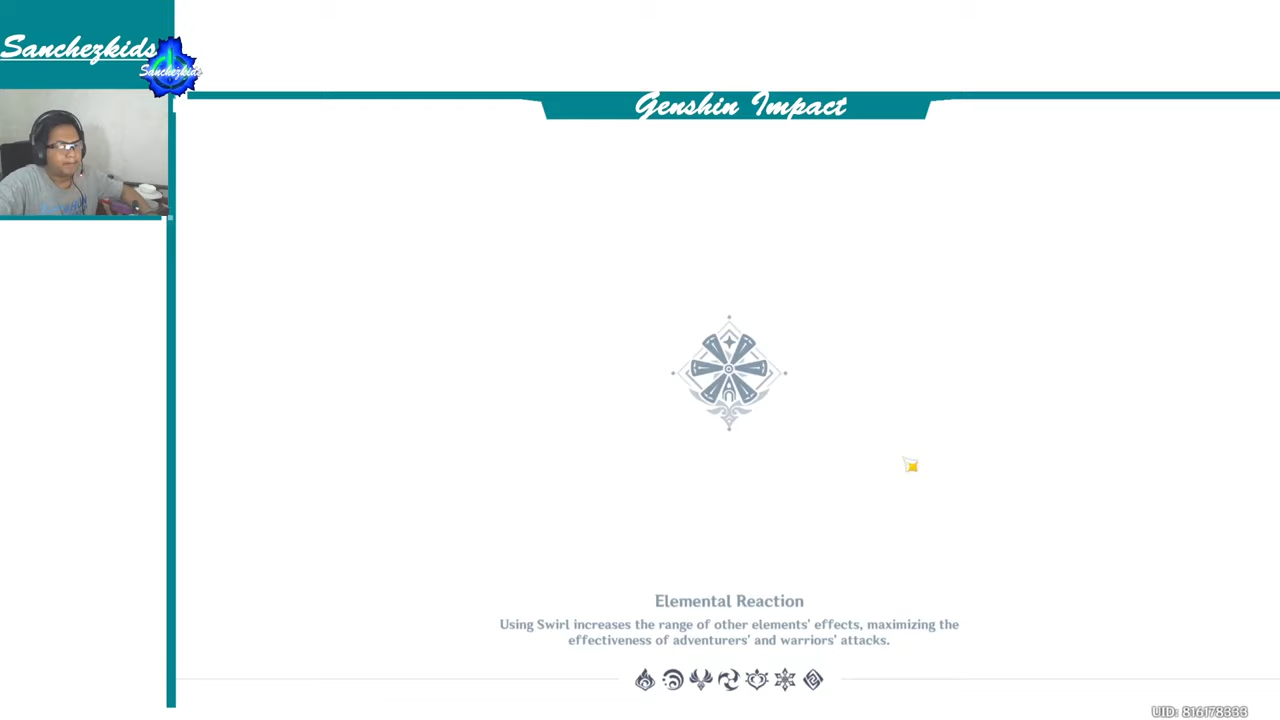 Sanchezkids
Sanchezkids
Genshin Impact
Elemental Reaction
Using Swirl increases the range of other elements' effects, maximizing the
effectiveness of adventurers' and warriors' attacks.
UID: 816178333